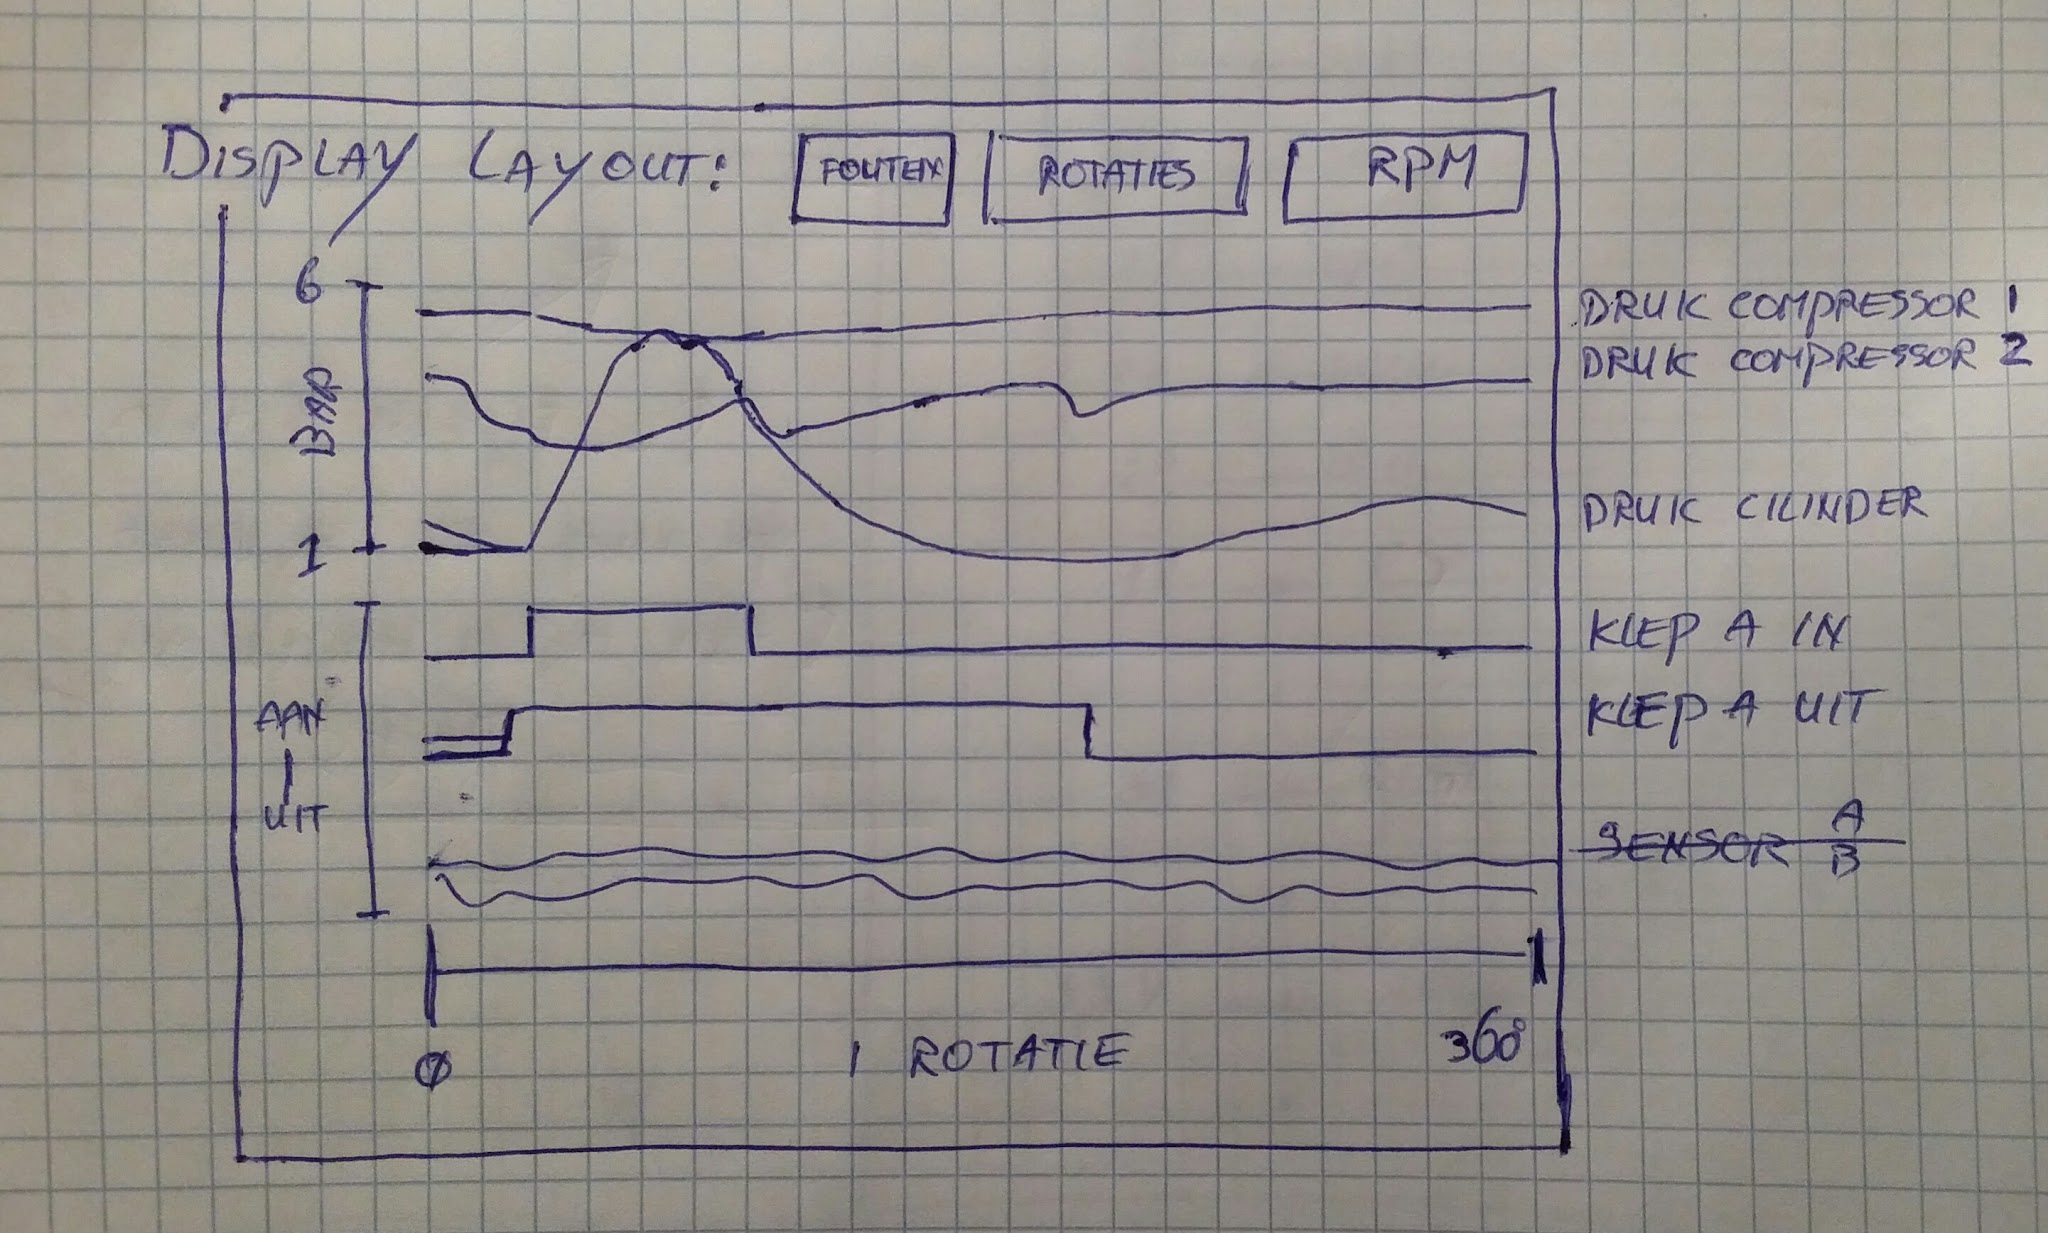 DISPLAY LAYOUT:
FOUTEN
ROTATIES
RPM
6
BAR
1
DRUK COMPRESSOR 1
DRUK COMPRESSOR 2
DRUK CILINDER
KLEP A IN
KLEP A UIT
AAN
|
UIT
SENSOR A
B
0
1 ROTATIE
360°